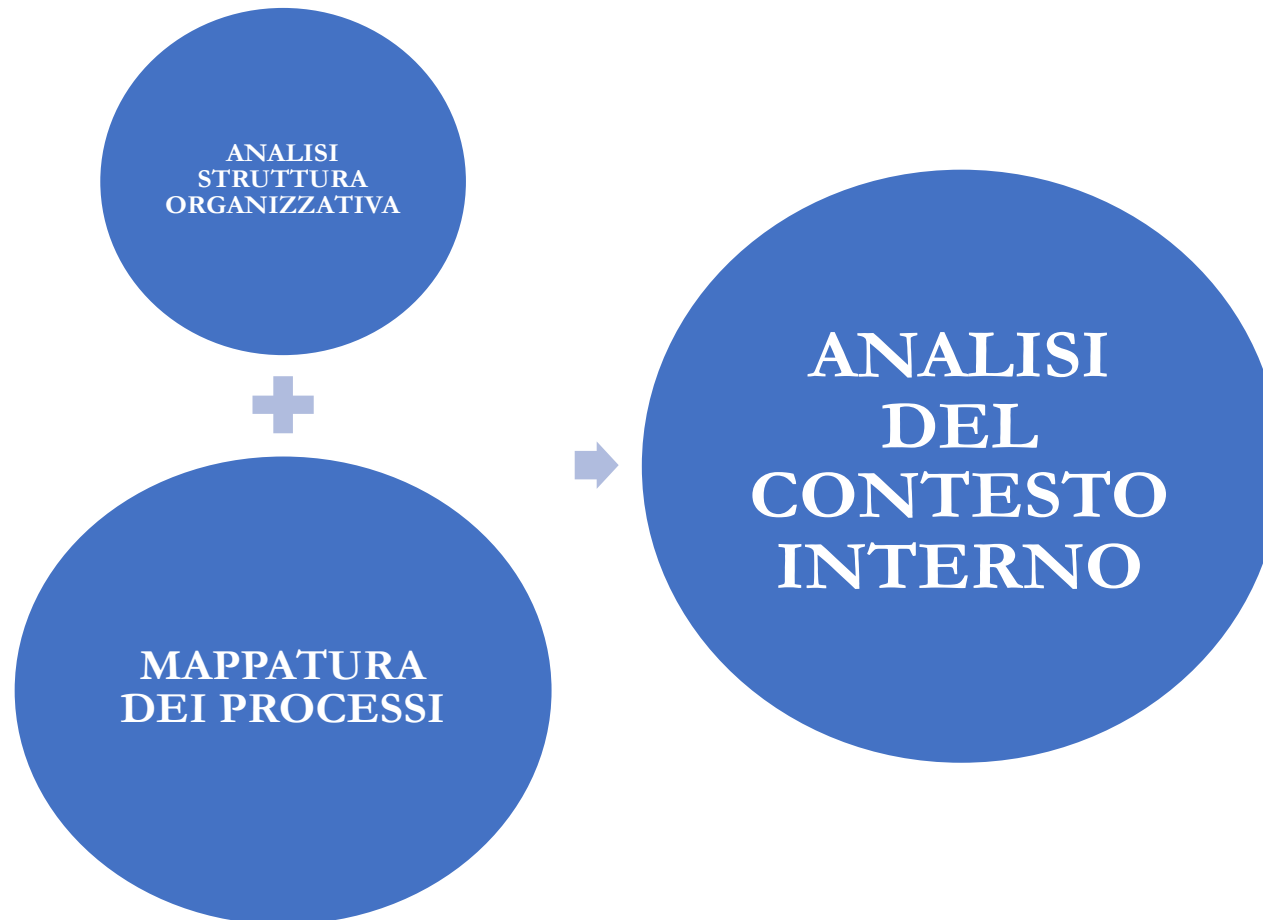 ANALISI
STRUTTURA
ORGANIZZATIVA
MAPPATURA
DEI PROCESSI
ANALISI
DEL
CONTESTO
INTERNO